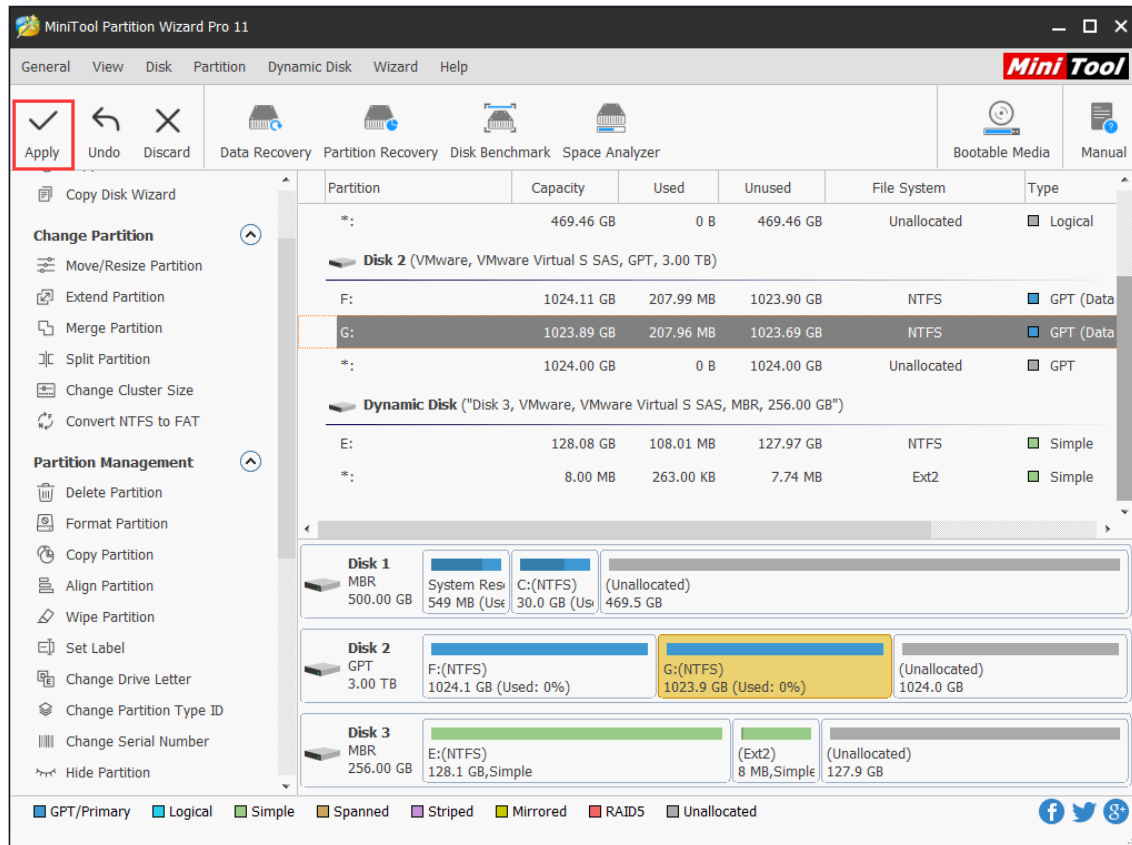 MiniTool Partition Wizard Pro 11
General View Disk Partition Dynamic Disk Wizard Help
Mini Tool
Apply Undo Discard Data Recovery Partition Recovery Disk Benchmark Space Analyzer Bootable Media Manual
Copy Disk Wizard
Change Partition
Move/Resize Partition
Extend Partition
Merge Partition
Split Partition
Change Cluster Size
Convert NTFS to FAT
Partition Management
Delete Partition
Format Partition
Copy Partition
Align Partition
Wipe Partition
Set Label
Change Drive Letter
Change Partition Type ID
Change Serial Number
Hide Partition
Partition Capacity Used Unused File System Type
*: 469.46 GB 0 B 469.46 GB Unallocated Logical
Disk 2 (VMware, VMware Virtual S SAS, GPT, 3.00 TB)
F: 1024.11 GB 207.99 MB 1023.90 GB NTFS GPT (Data
G: 1023.89 GB 207.96 MB 1023.69 GB NTFS GPT (Data
*: 1024.00 GB 0 B 1024.00 GB Unallocated GPT
Dynamic Disk ("Disk 3, VMware, VMware Virtual S SAS, MBR, 256.00 GB")
E: 128.08 GB 108.01 MB 127.97 GB NTFS Simple
*: 8.00 MB 263.00 KB 7.74 MB Ext2 Simple
Disk 1
MBR
500.00 GB
System Rese
549 MB (Use
C:(NTFS)
30.0 GB (Us
(Unallocated)
469.5 GB
Disk 2
GPT
3.00 TB
F:(NTFS)
1024.1 GB (Used: 0%)
G:(NTFS)
1023.9 GB (Used: 0%)
(Unallocated)
1024.0 GB
Disk 3
MBR
256.00 GB
E:(NTFS)
128.1 GB,Simple
(Ext2)
8 MB,Simple
(Unallocated)
127.9 GB
GPT/Primary Logical Simple Spanned Striped Mirrored RAID5 Unallocated